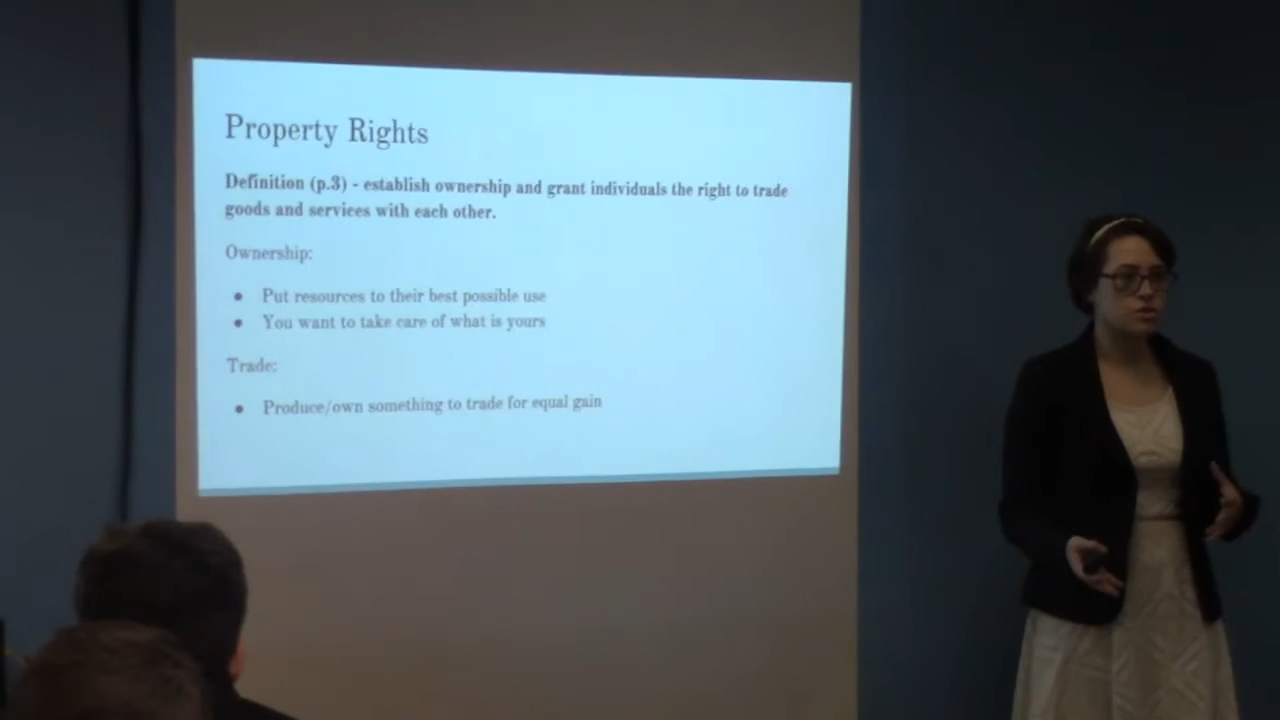 Property Rights
Definition (p.3) - establish ownership and grant individuals the right to trade
goods and services with each other.
Ownership:
● Put resources to their best possible use
● You want to take care of what is yours
Trade:
● Produce/own something to trade for equal gain